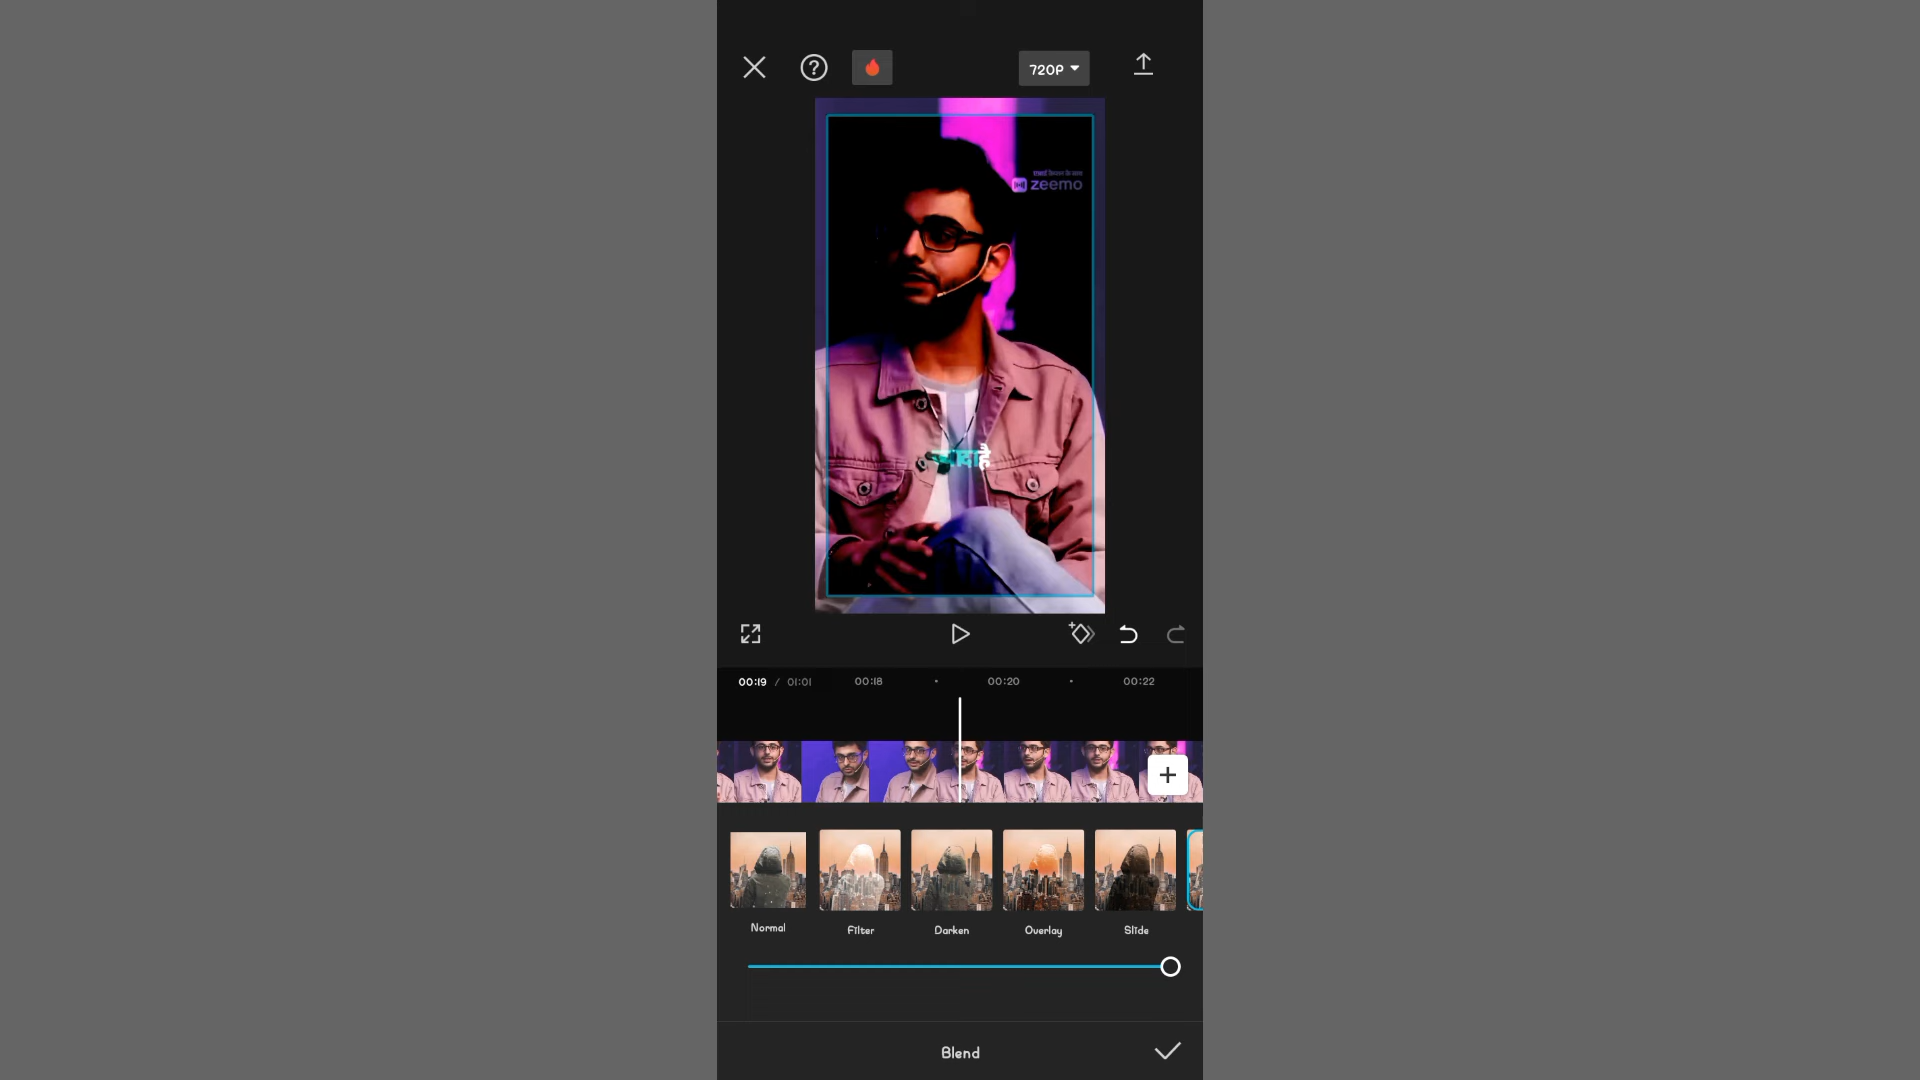 720P
zeemo
है
00:19 / 01:01 00:18 00:20 00:22
Normal Filter Darken Overlay Slide
Blend